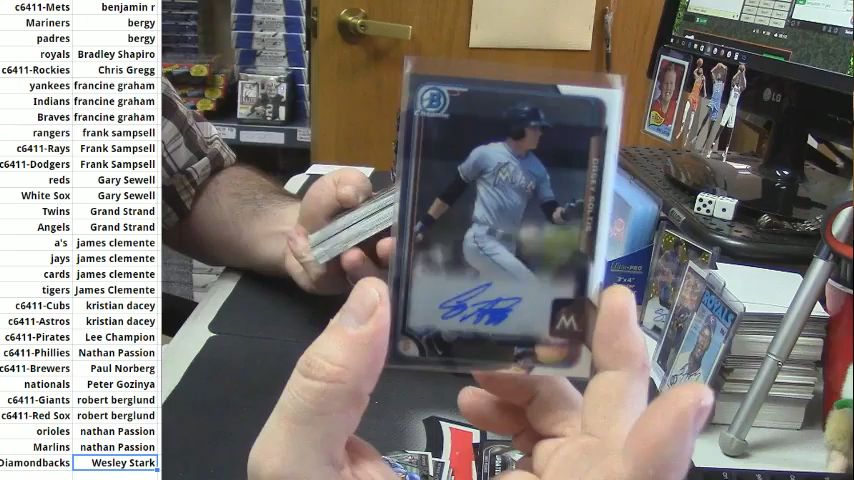 c6411-Mets benjamin r
Mariners bergy
padres bergy
royals Bradley Shapiro
c6411-Rockies Chris Gregg
yankees francine graham
Indians francine graham
Braves francine graham
rangers frank sampsell
c6411-Rays Frank Sampsell
c6411-Dodgers Frank Sampsell
reds Gary Sewell
White Sox Gary Sewell
Twins Grand Strand
Angels Grand Strand
a's james clemente
jays james clemente
cards james clemente
tigers James Clemente
c6411-Cubs kristian dacey
c6411-Astros kristian dacey
c6411-Pirates Lee Champion
c6411-Phillies Nathan Passion
c6411-Brewers Paul Norberg
nationals Peter Gozinya
c6411-Giants robert berglund
c6411-Red Sox robert berglund
orioles nathan Passion
Marlins nathan Passion
Diamondbacks Wesley Stark
B
CHROME
CASEY SOLTIS
M
LG
ROYALS